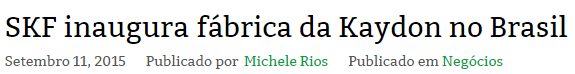 SKF inaugura fábrica da Kaydon no Brasil
Setembro 11, 2015 Publicado por Michele Rios Publicado em Negócios